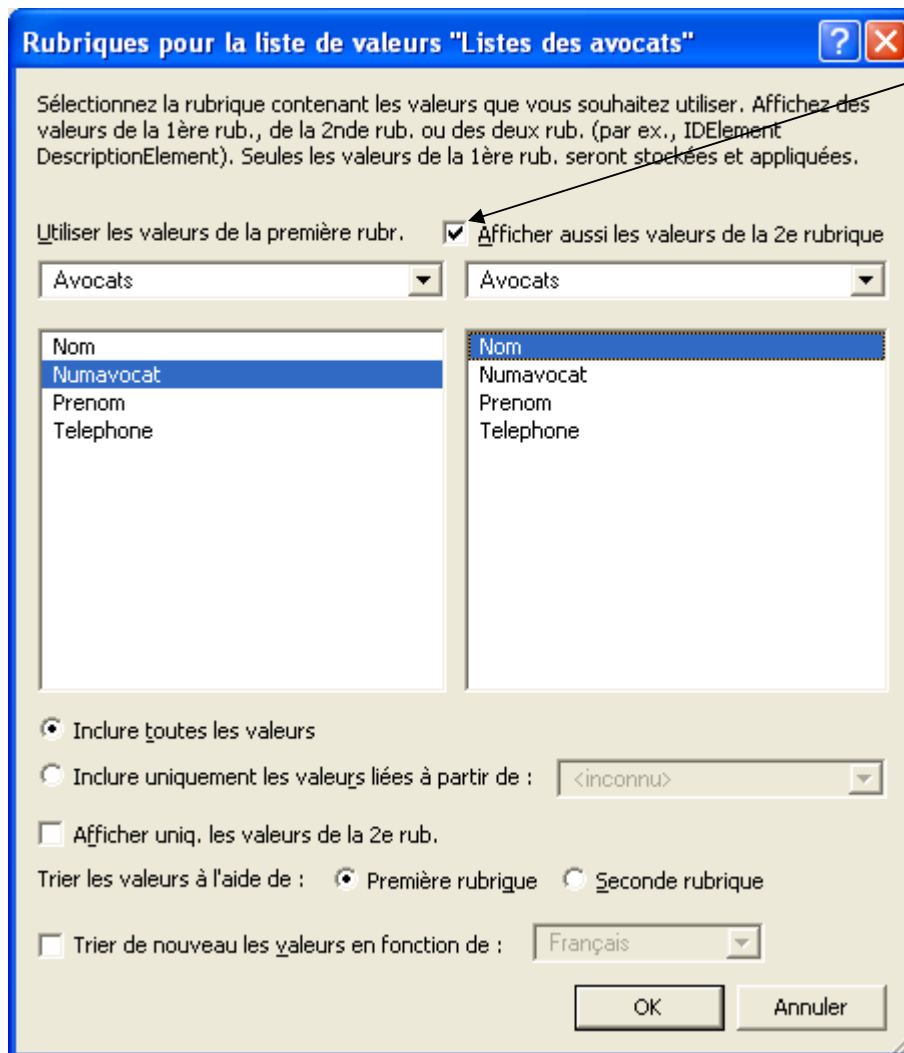 Rubriques pour la liste de valeurs "Listes des avocats"
Sélectionnez la rubrique contenant les valeurs que vous souhaitez utiliser. Affichez des
valeurs de la 1ère rub., de la 2nde rub. ou des deux rub. (par ex., IDElement
DescriptionElement). Seules les valeurs de la 1ère rub. seront stockées et appliquées.
Utiliser les valeurs de la première rubr.
Afficher aussi les valeurs de la 2e rubrique
Avocats
Avocats
Nom
Numavocat
Prenom
Telephone
Nom
Numavocat
Prenom
Telephone
Inclure toutes les valeurs
Inclure uniquement les valeurs liées à partir de : <inconnu>
Afficher uniq. les valeurs de la 2e rub.
Trier les valeurs à l'aide de : Première rubrique Seconde rubrique
Trier de nouveau les valeurs en fonction de : Français
OK Annuler